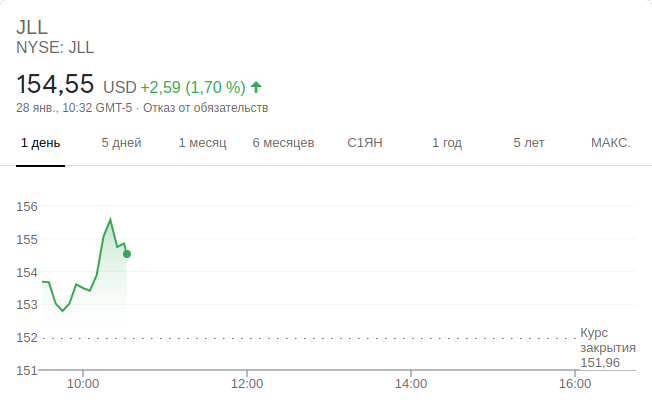 JLL
NYSE: JLL
154,55 USD +2,59 (1,70 %)
28 янв., 10:32 GMT-5 · Отказ от обязательств
1 день 5 дней 1 месяц 6 месяцев С1ЯН 1 год 5 лет МАКС.
156
155
154
153
152
Курс
закрытия
151,96
151
10:00 12:00 14:00 16:00